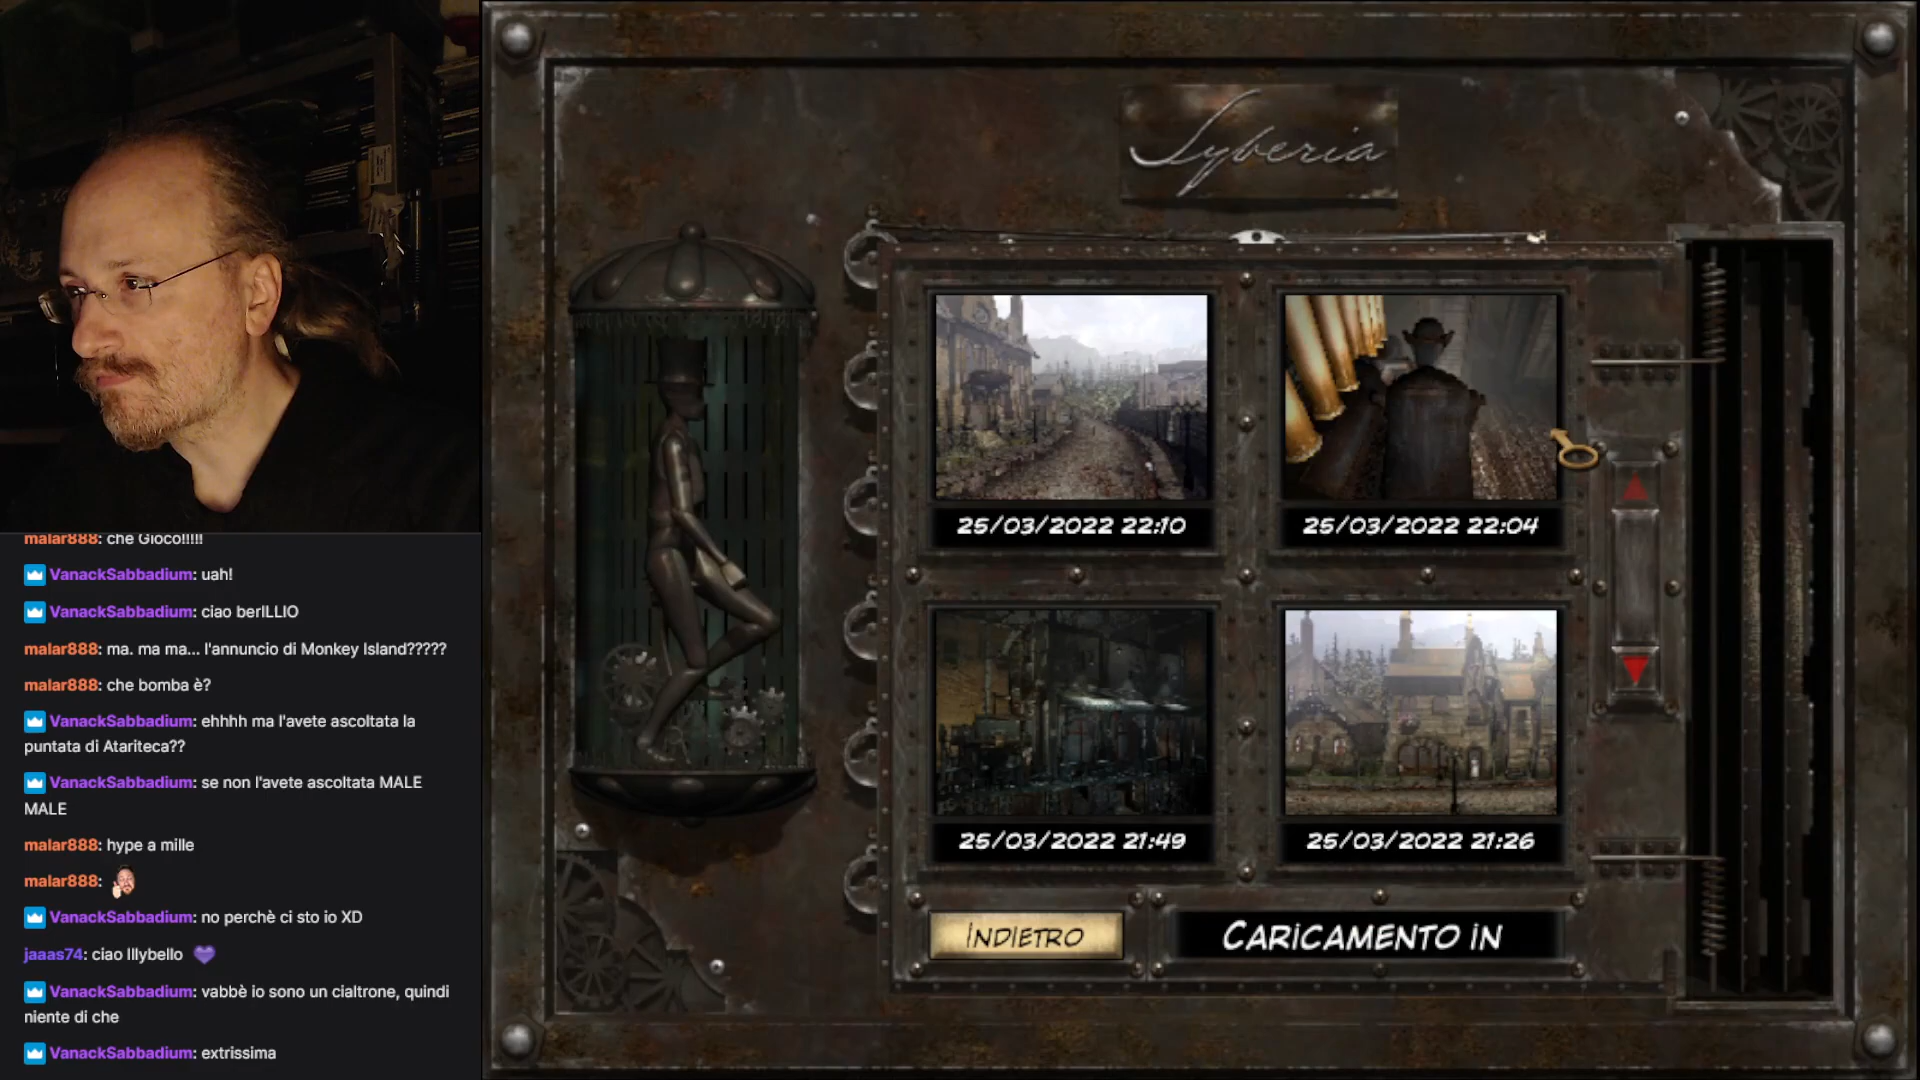 malar888: che Gioco!!!!!
VanackSabbadium: uah!
VanackSabbadium: ciao berILLIO
malar888: ma. ma ma... l'annuncio di Monkey Island?????
malar888: che bomba è?
VanackSabbadium: ehhhh ma l'avete ascoltata la
puntata di Atariteca??
VanackSabbadium: se non l'avete ascoltata MALE
MALE
malar888: hype a mille
malar888:
VanackSabbadium: no perchè ci sto io XD
jaaas74: ciao Illybello
VanackSabbadium: vabbè io sono un cialtrone, quindi
niente di che
VanackSabbadium: extrissima
Syberia
25/03/2022 22:10
25/03/2022 22:04
25/03/2022 21:49
25/03/2022 21:26
INDIETRO
CARICAMENTO IN